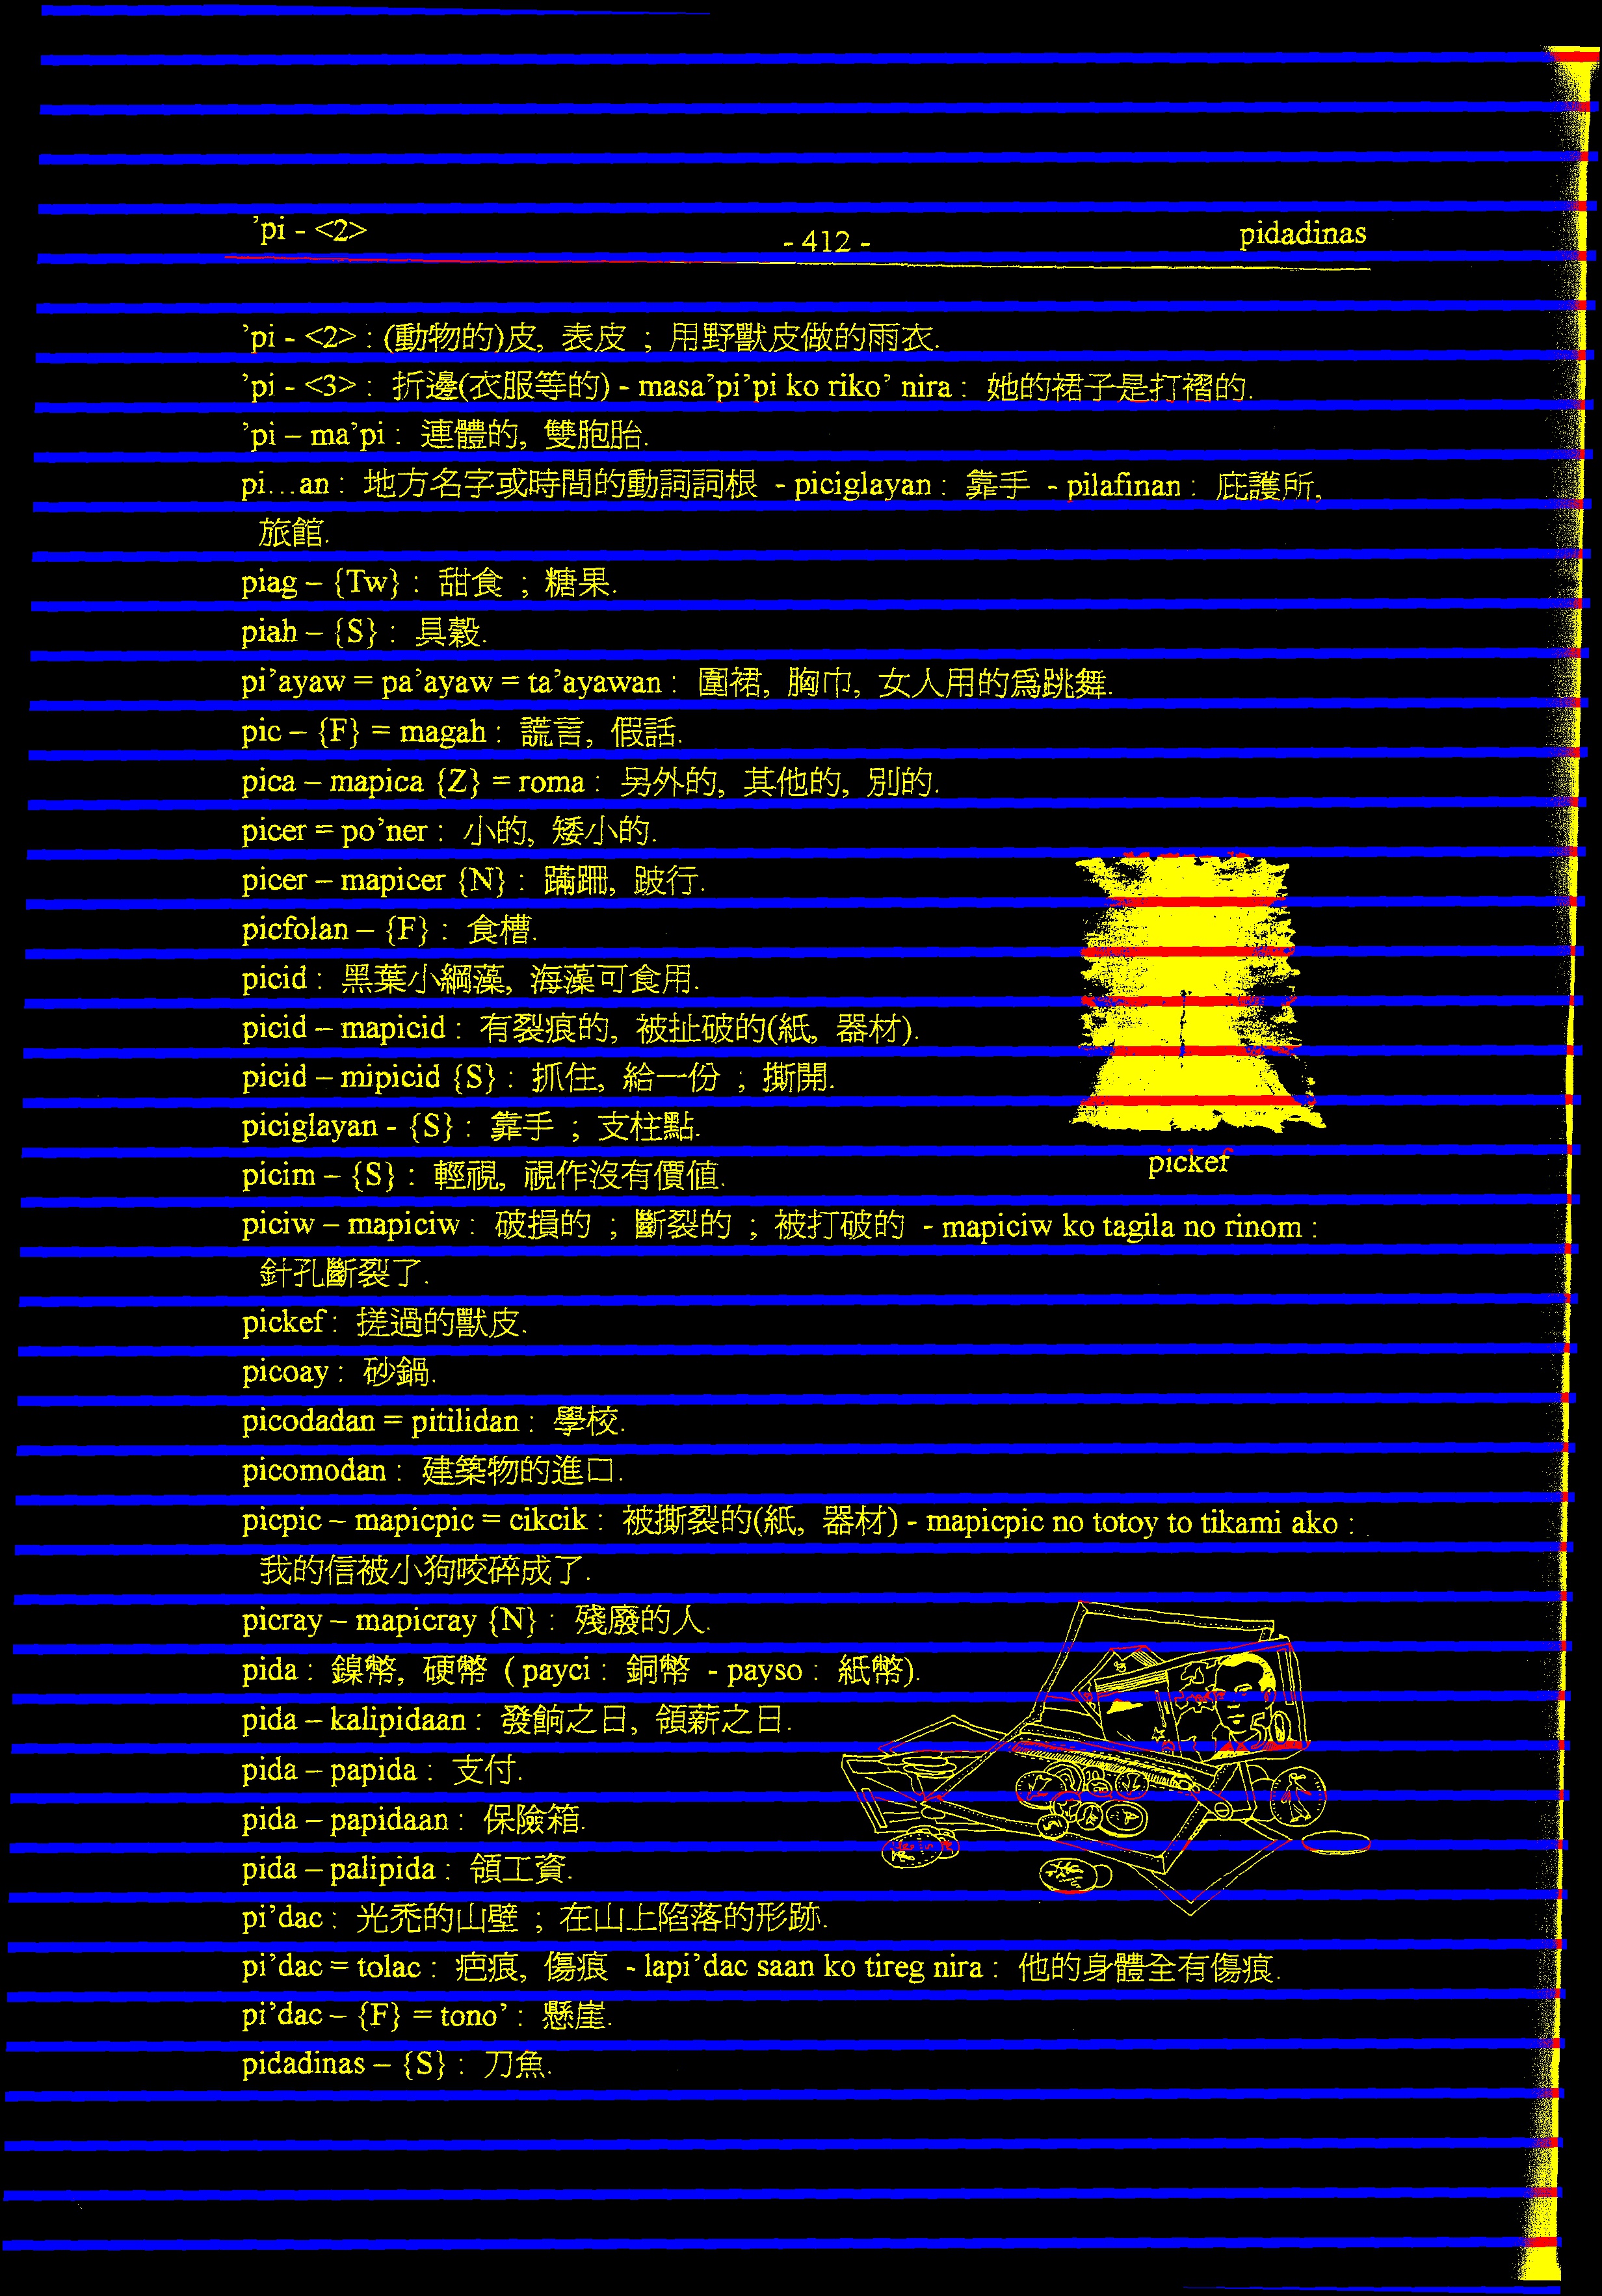 'pi - <2>
- 412 -
pidadinas
'pi - <2> : (動物的)皮, 表皮 ; 用野獸皮做的雨衣.
'pi - <3> : 折邊(衣服等的) - masa'pi'pi ko riko' nira : 她的裙子是打褶的.
'pi – ma'pi : 連體的, 雙胞胎.
pi…an : 地方名字或時間的動詞詞根 - piciglayan : 靠手 - pilafinan : 庇護所,
旅館.
piag – {Tw} : 甜食 ; 糖果.
piah – {S} : 具穀.
pi'ayaw = pa'ayaw = ta'ayawan : 圍裙, 胸巾, 女人用的爲跳舞.
pic – {F} = magah : 謊言, 假話.
pica – mapica {Z} = roma : 另外的, 其他的, 別的.
picer = po'ner : 小的, 矮小的.
picer – mapicer {N} : 蹣跚, 跛行.
picfolan – {F} : 食槽.
picid : 黑葉小綱藻, 海藻可食用.
picid – mapicid : 有裂痕的, 被扯破的(紙, 器材).
picid – mipicid {S} : 抓住, 給一份 ; 撕開.
piciglayan - {S} : 靠手 ; 支柱點.
pickef
picim – {S} : 輕視, 視作沒有價值.
piciw – mapiciw : 破損的 ; 斷裂的 ; 被打破的 - mapiciw ko tagila no rinom :
針孔斷裂了.
pickef : 搓過的獸皮.
picoay : 砂鍋.
picodadan = pitilidan : 學校.
picomodan : 建築物的進口.
picpic – mapicpic = cikcik : 被撕裂的(紙, 器材) - mapicpic no totoy to tikami ako :
我的信被小狗咬碎成了.
picray – mapicray {N} : 殘廢的人.
pida : 鎳幣, 硬幣 ( payci : 銅幣 - payso : 紙幣).
pida – kalipidaan : 發餉之日, 領薪之日.
pida – papida : 支付.
pida – papidaan : 保險箱.
pida – palipida : 領工資.
pi'dac : 光禿的山壁 ; 在山上陷落的形跡.
pi'dac = tolac : 疤痕, 傷痕 - lapi'dac saan ko tireg nira : 他的身體全有傷痕.
pi'dac – {F} = tono' : 懸崖.
pidadinas – {S} : 刀魚.